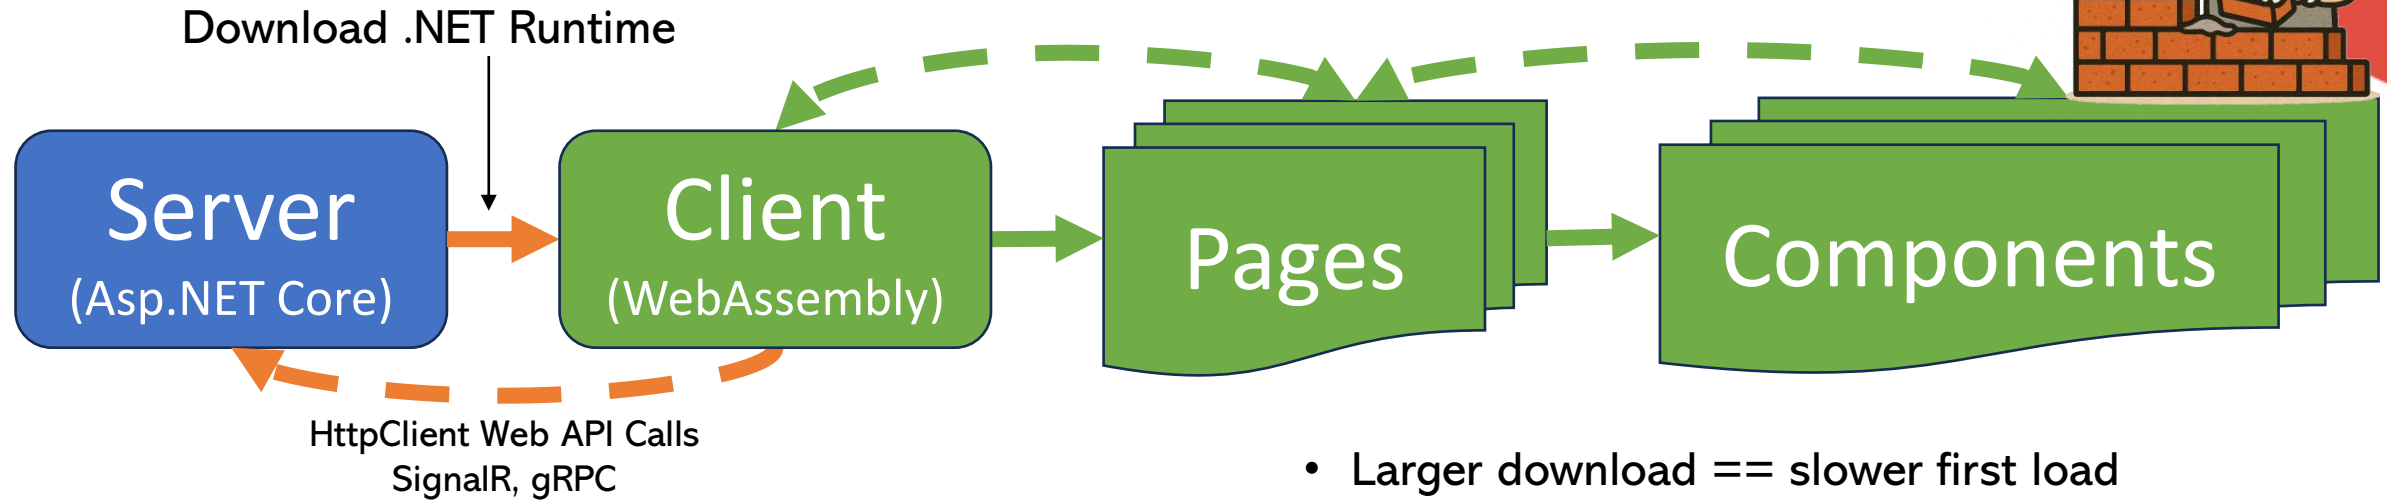 Download .NET Runtime
Server
(Asp.NET Core)
Client
(WebAssembly)
Pages
Components
HttpClient Web API Calls
SignalR, gRPC
• Larger download == slower first load